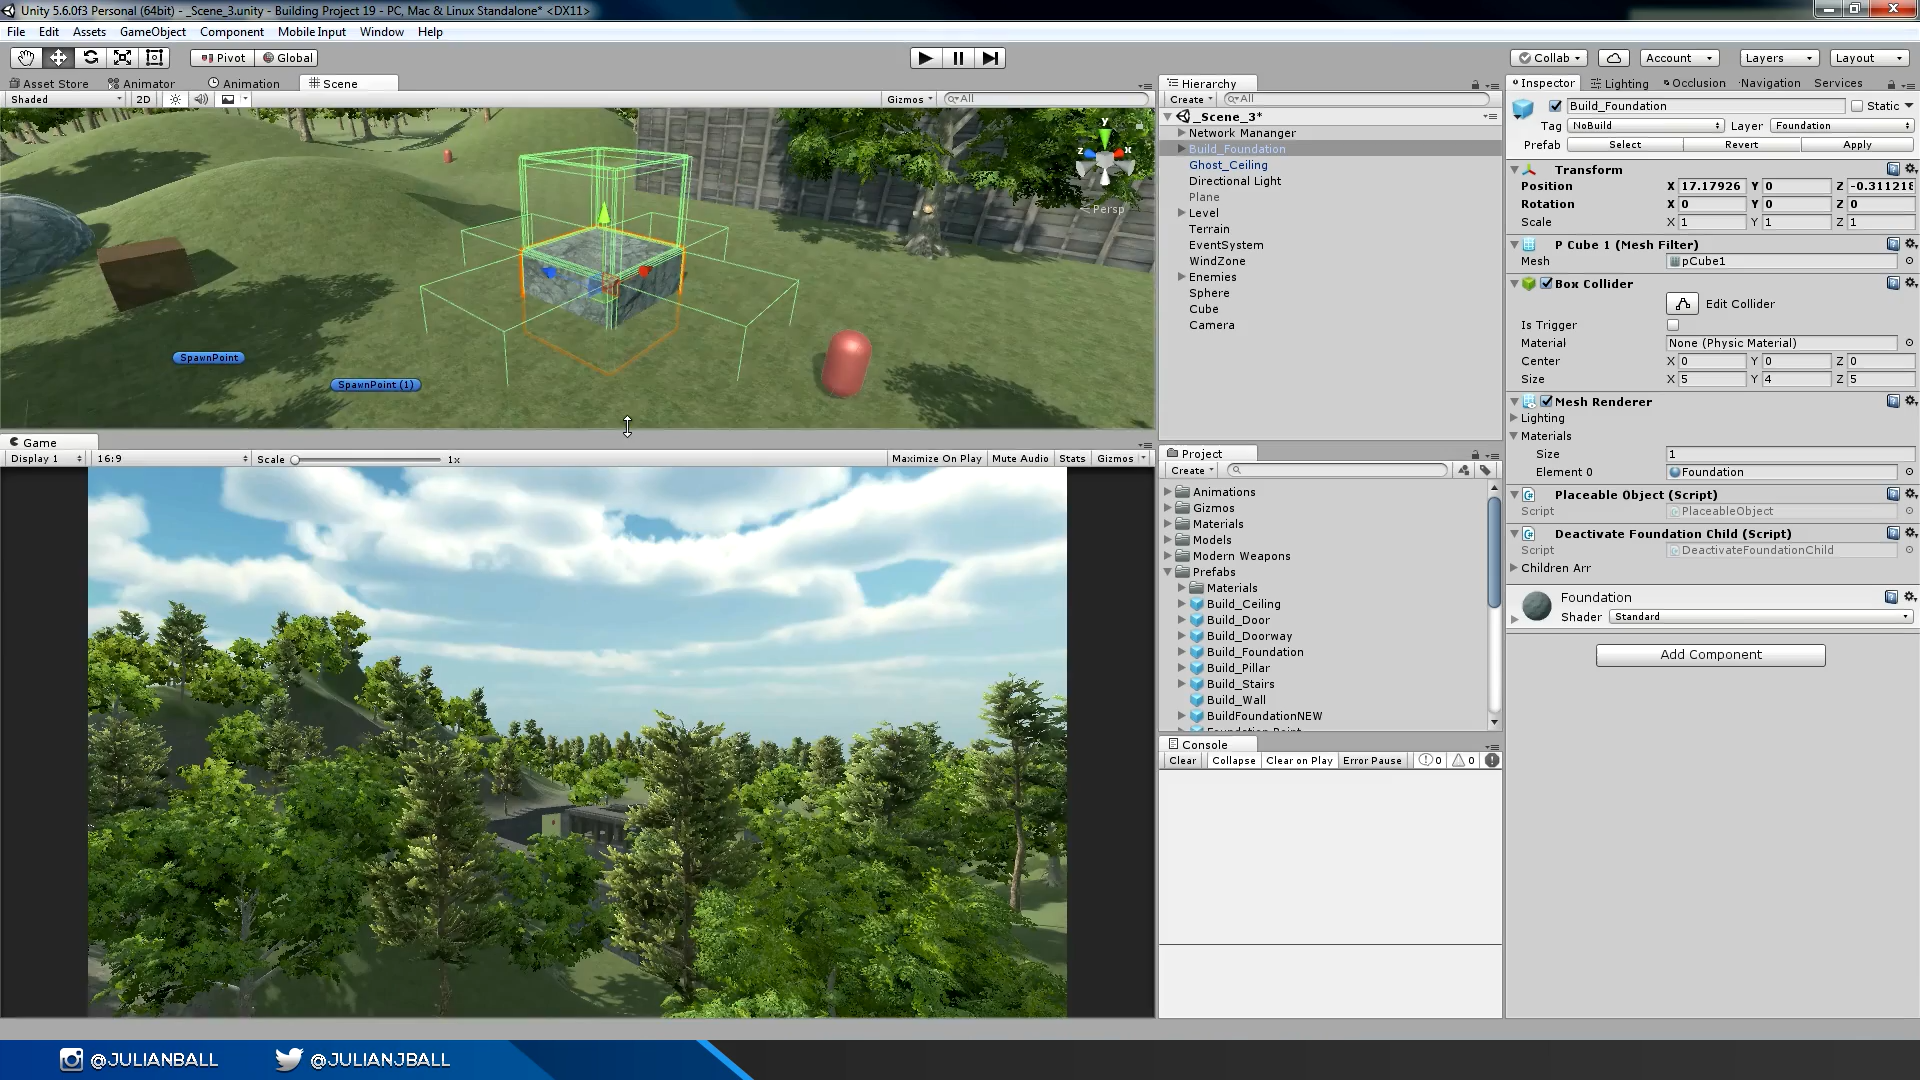 Unity 5.6.0f3 Personal (64bit) - _Scene_3.unity - Building Project 19 - PC, Mac & Linux Standalone* <DX11>
File Edit Assets GameObject Component Mobile Input Window Help
Pivot Global Collab Account Layers Layout
Asset Store Animator Animation Scene
Shaded 2D Gizmos All
y
z x
Persp
SpawnPoint
SpawnPoint (1)
Game
Display 1 16:9 Scale 1x Maximize On Play Mute Audio Stats Gizmos
Hierarchy
Create All
_Scene_3*
Network Mananger
Build_Foundation
Ghost_Ceiling
Directional Light
Plane
Level
Terrain
EventSystem
WindZone
Enemies
Sphere
Cube
Camera
Project
Create
Animations
Gizmos
Materials
Models
Modern Weapons
Prefabs
Materials
Build_Ceiling
Build_Door
Build_Doorway
Build_Foundation
Build_Pillar
Build_Stairs
Build_Wall
BuildFoundationNEW
Console
Clear Collapse Clear on Play Error Pause 0 0
Inspector Lighting Occlusion Navigation Services
Build_Foundation Static
Tag NoBuild Layer Foundation
Prefab Select Revert Apply
Transform
Position X 17.17926 Y 0 Z -0.311218
Rotation X 0 Y 0 Z 0
Scale X 1 Y 1 Z 1
P Cube 1 (Mesh Filter)
Mesh pCube1
Box Collider
Edit Collider
Is Trigger
Material None (Physic Material)
Center X 0 Y 0 Z 0
Size X 5 Y 4 Z 5
Mesh Renderer
Lighting
Materials
Size 1
Element 0 Foundation
Placeable Object (Script)
Script PlaceableObject
Deactivate Foundation Child (Script)
Script DeactivateFoundationChild
Children Arr
Foundation
Shader Standard
Add Component
@JULIANBALL @JULIANJBALL